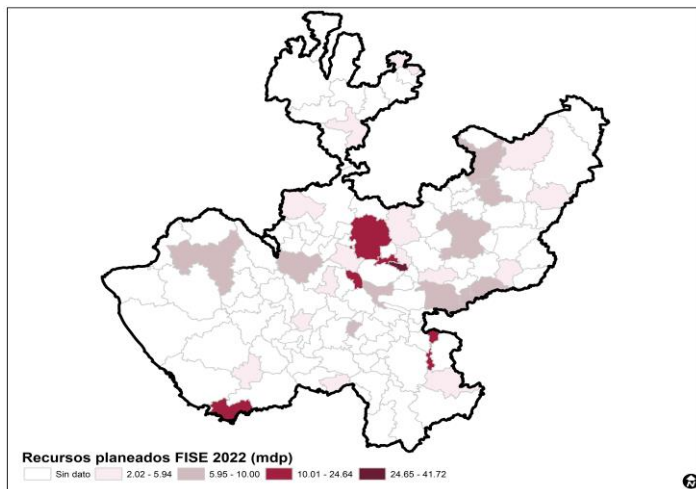 Recursos planeados FISE 2022 (mdp)
Sin dato 2.02 - 5.94 5.95 - 10.00 10.01 - 24.64 24.65 - 41.72